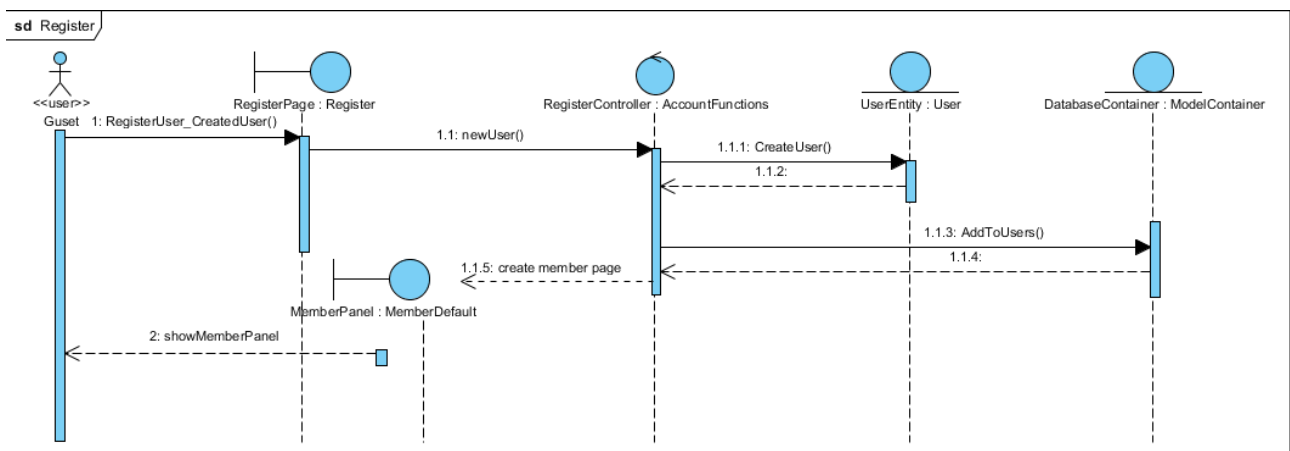 sd Register
<<user>>
Guset
RegisterPage : Register
RegisterController : AccountFunctions
UserEntity : User
DatabaseContainer : ModelContainer
1: RegisterUser_CreatedUser()
1.1: newUser()
1.1.1: CreateUser()
1.1.2:
1.1.3: AddToUsers()
1.1.4:
1.1.5: create member page
MemberPanel : MemberDefault
2: showMemberPanel